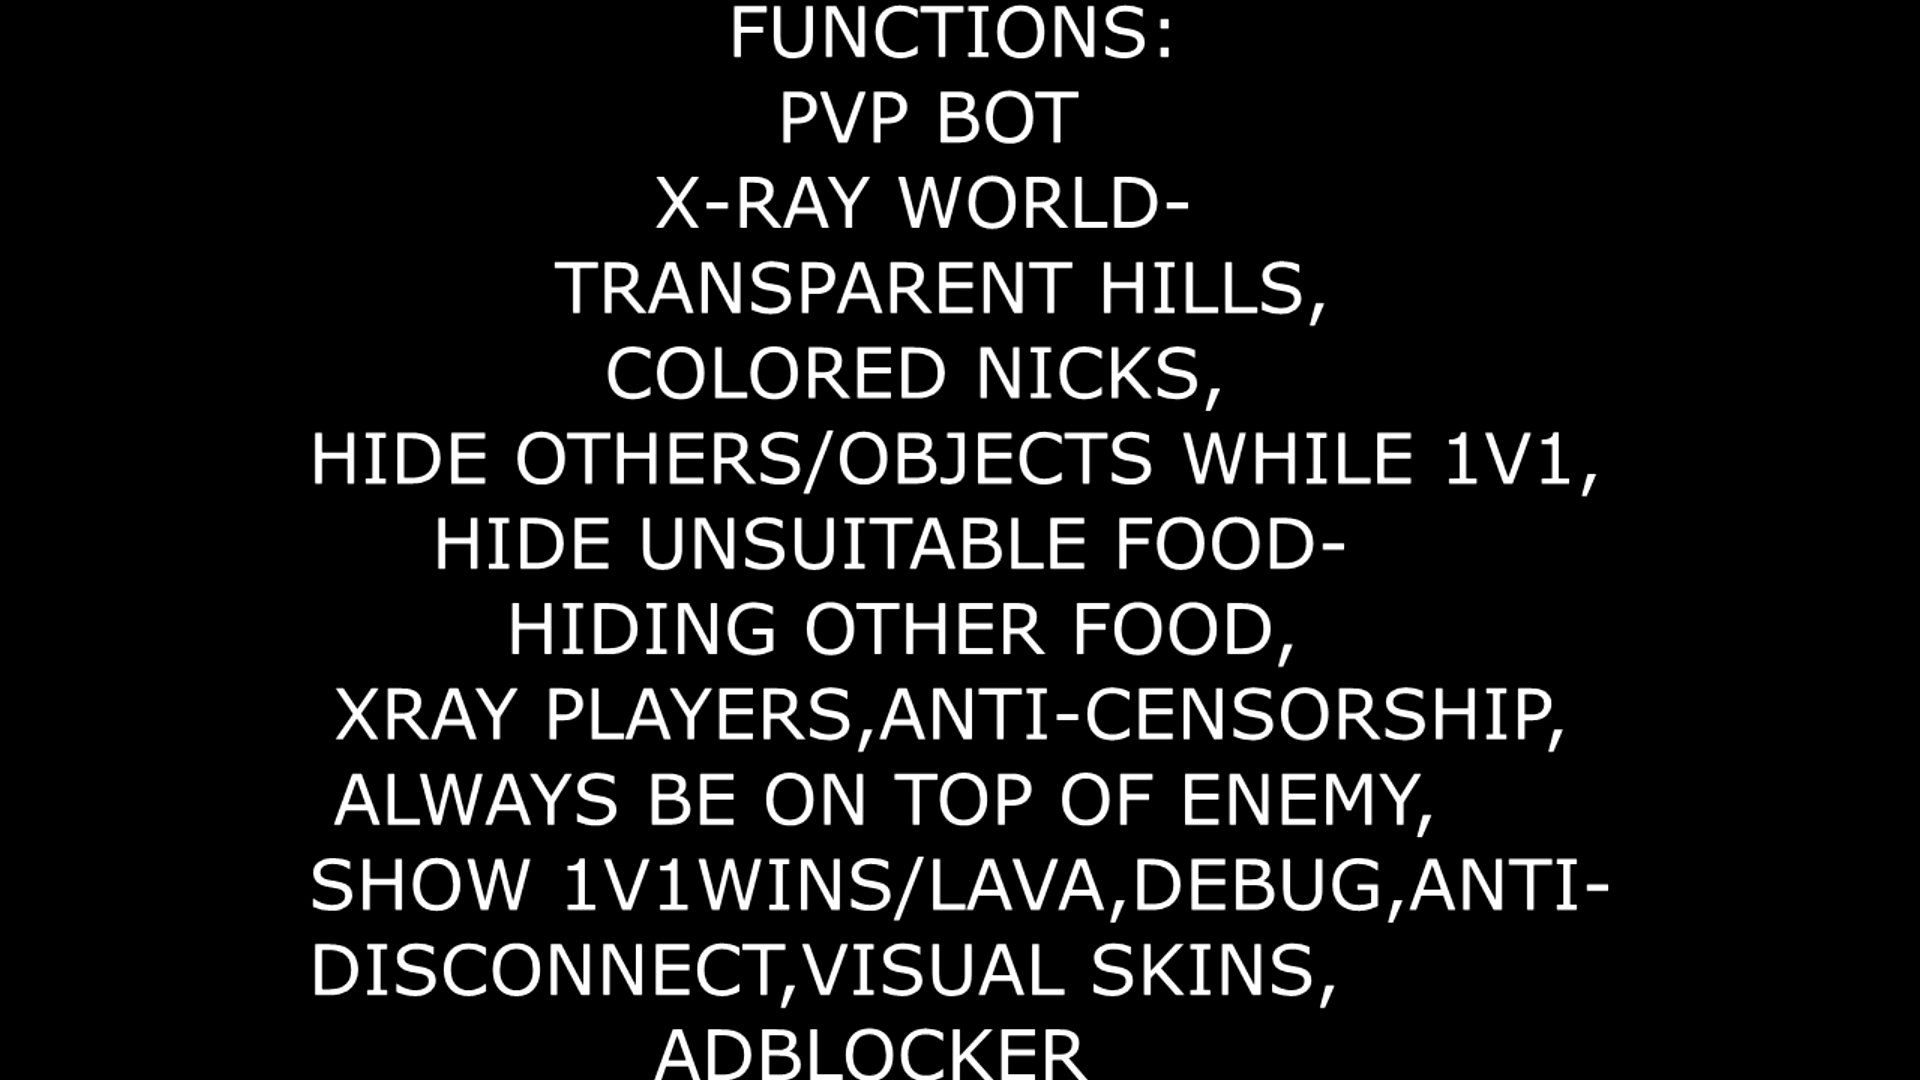 FUNCTIONS:
PVP BOT
X-RAY WORLD-
TRANSPARENT HILLS,
COLORED NICKS,
HIDE OTHERS/OBJECTS WHILE 1V1,
HIDE UNSUITABLE FOOD-
HIDING OTHER FOOD,
XRAY PLAYERS,ANTI-CENSORSHIP,
ALWAYS BE ON TOP OF ENEMY,
SHOW 1V1WINS/LAVA,DEBUG,ANTI-
DISCONNECT,VISUAL SKINS,
ADBLOCKER